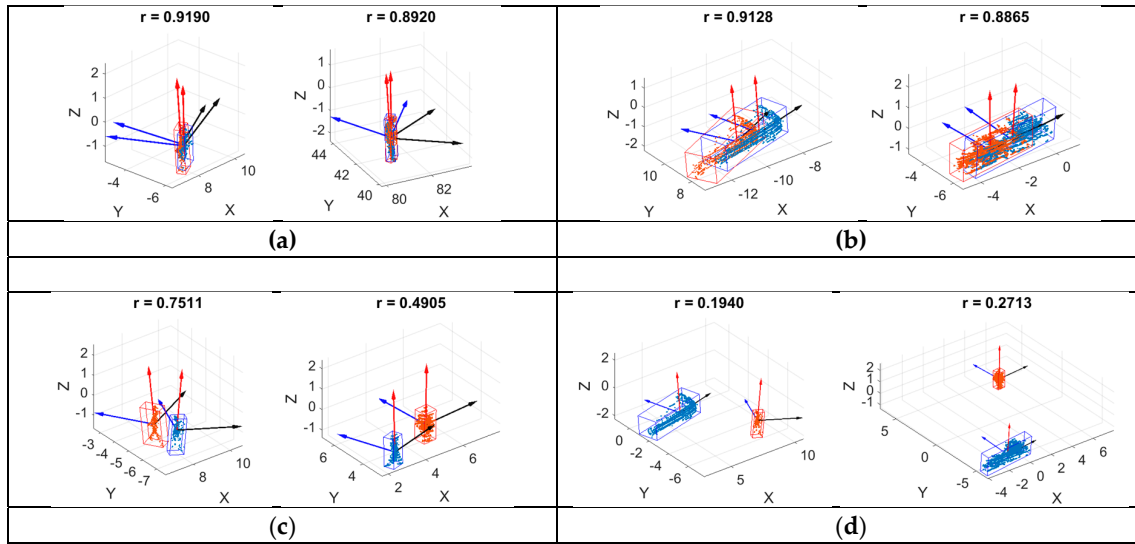 r = 0.9190
r = 0.8920
r = 0.9128
r = 0.8865
2
1
0
-1
Z
-4
-6
Y
8
10
X
1
0
-1
-2
Z
44
42
40
Y
80
82
X
1
0
-1
-2
Z
10
8
Y
-12
-10
-8
X
2
1
0
-1
Z
-4
-6
Y
-4
-2
0
X
(a)
(b)
r = 0.7511
r = 0.4905
r = 0.1940
r = 0.2713
2
1
0
-1
Z
-3
-4
-5
-6
-7
Y
8
10
X
2
1
0
-1
Z
6
4
Y
2
4
6
X
2
0
-2
Z
0
-2
-4
-6
Y
5
10
X
2
1
0
-1
Z
5
0
-5
Y
-4
-2
0
2
4
6
X
(c)
(d)